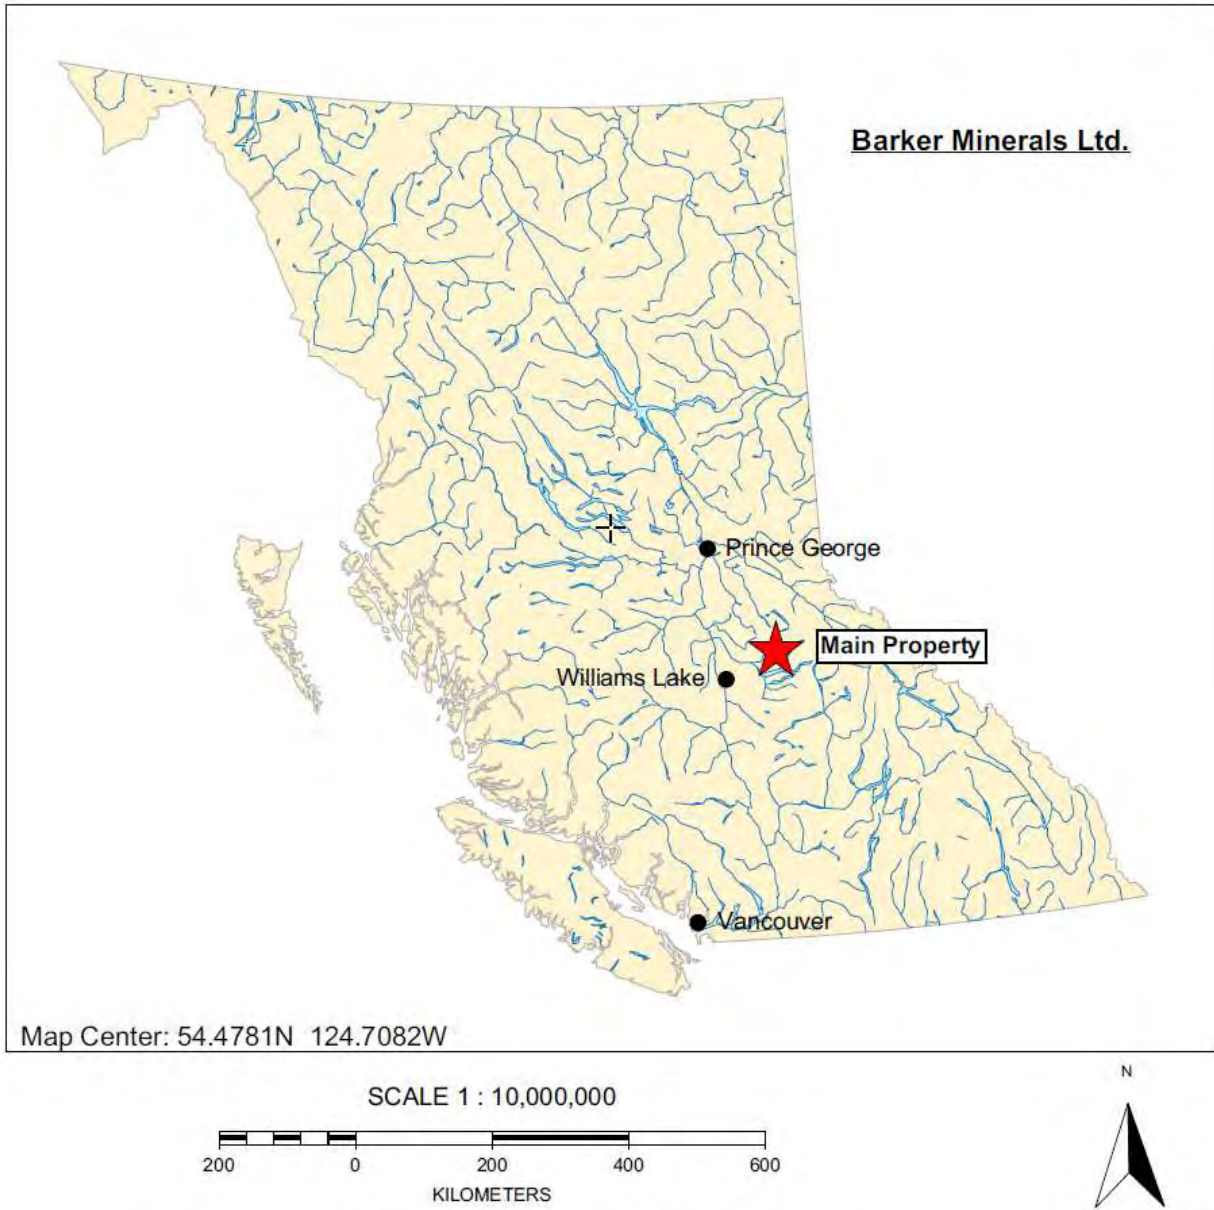 Barker Minerals Ltd.
Prince George
Main Property
Williams Lake
Vancouver
Map Center: 54.4781N 124.7082W
SCALE 1 : 10,000,000
N
200 0 200 400 600
KILOMETERS